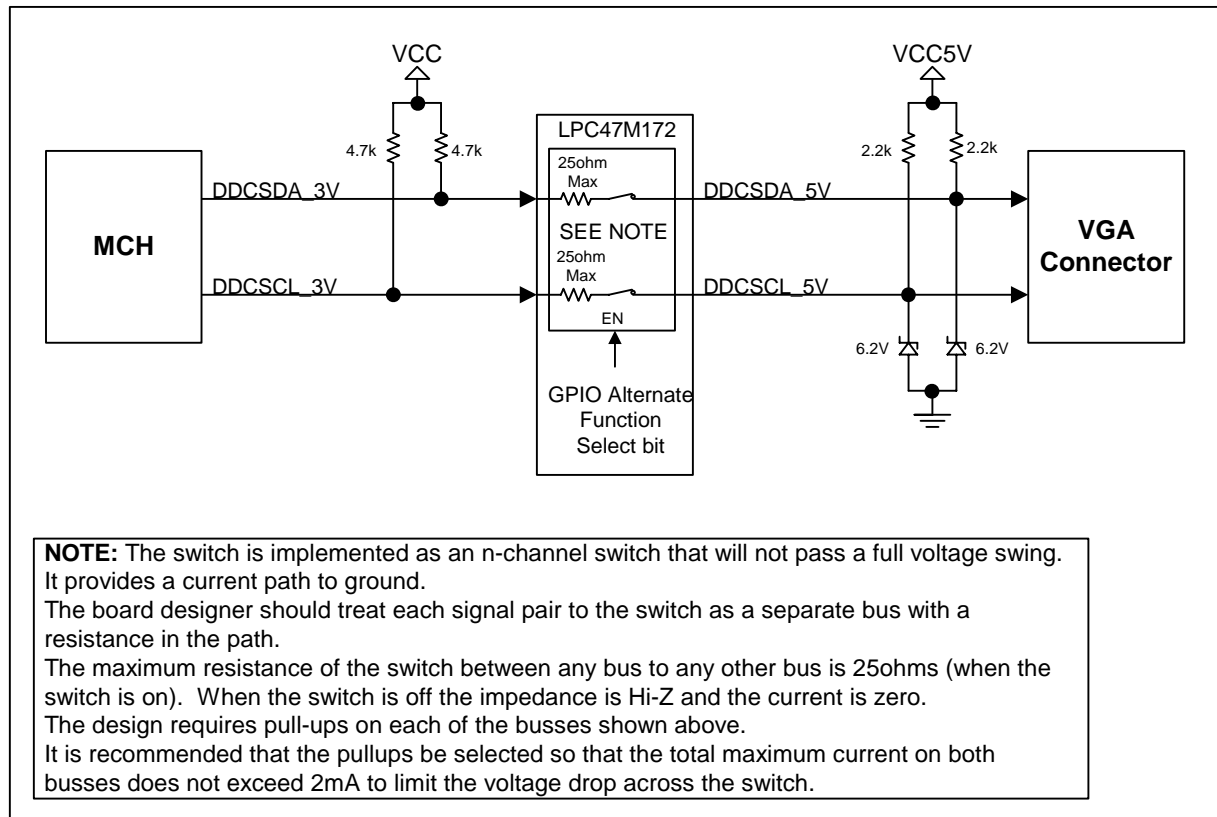 VCC
VCC5V
LPC47M172
4.7k
4.7k
2.2k
2.2k
25ohm
Max
DDCSDA_3V
DDCSDA_5V
MCH
SEE NOTE
VGA
Connector
25ohm
Max
DDCSCL_3V
DDCSCL_5V
EN
6.2V
6.2V
GPIO Alternate
Function
Select bit
NOTE: The switch is implemented as an n-channel switch that will not pass a full voltage swing.
It provides a current path to ground.
The board designer should treat each signal pair to the switch as a separate bus with a
resistance in the path.
The maximum resistance of the switch between any bus to any other bus is 25ohms (when the
switch is on). When the switch is off the impedance is Hi-Z and the current is zero.
The design requires pull-ups on each of the busses shown above.
It is recommended that the pullups be selected so that the total maximum current on both
busses does not exceed 2mA to limit the voltage drop across the switch.